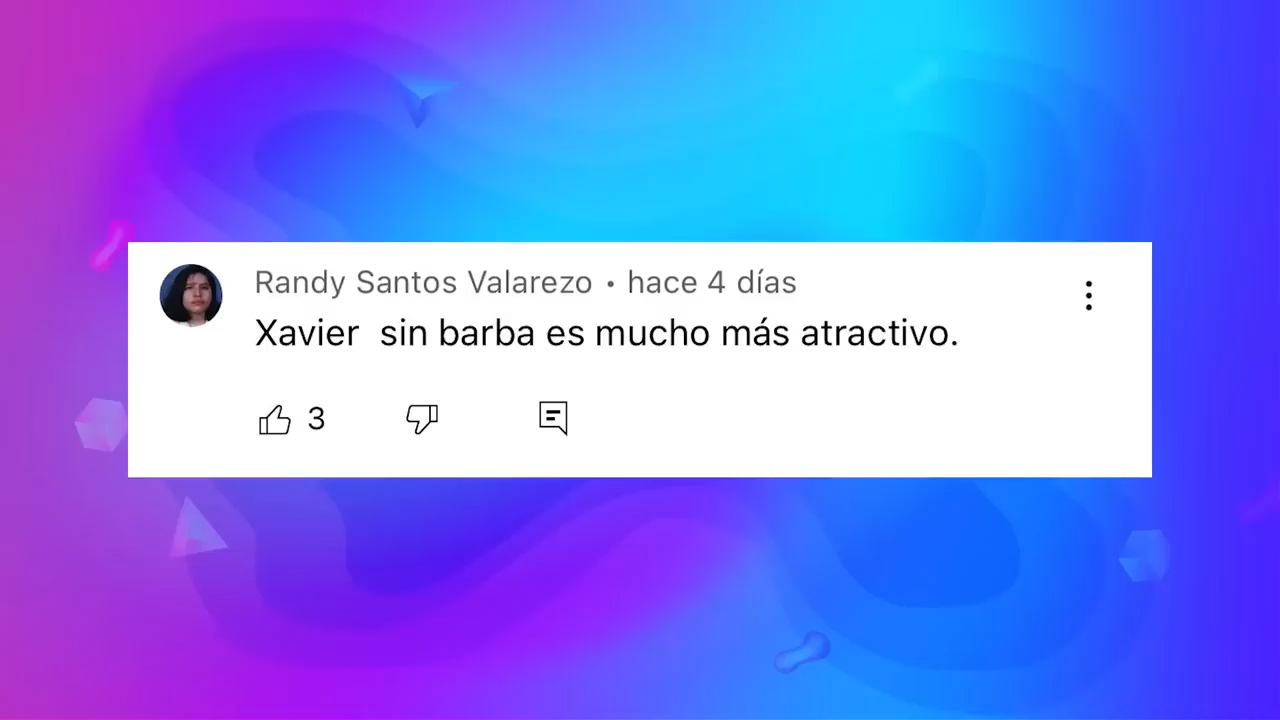 Randy Santos Valarezo • hace 4 días
Xavier  sin barba es mucho más atractivo.
3